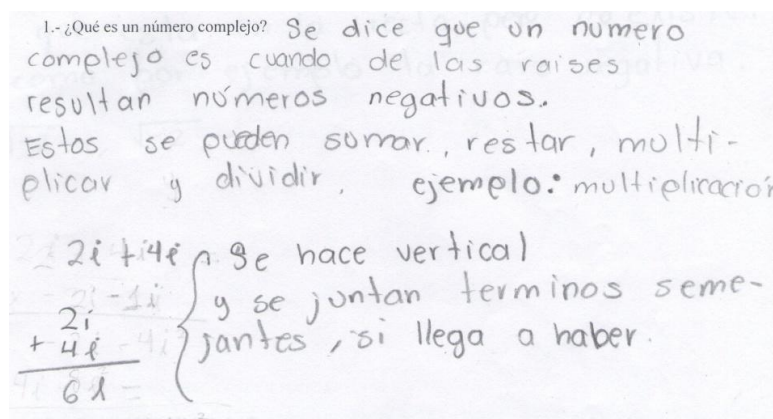 1.- ¿Qué es un número complejo? Se dice que un numero
complejo es cuando de las raises
resultan números negativos.
Estos se pueden sumar, restar, multi-
plicar y dividir. ejemplo: multiplicación
2i + 4i Se hace vertical
y se juntan terminos seme-
2i
+ 4i jantes, si llega a haber.
6i